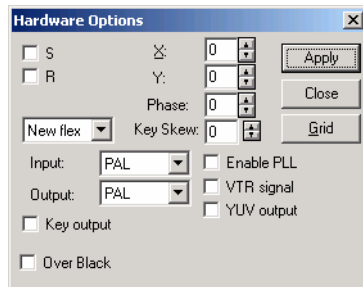 Hardware Options
S
X: 0
Apply
R
Y: 0
Close
Phase: 0
New flex
Key Skew: 0
Grid
Input: PAL
Enable PLL
Output: PAL
VTR signal
YUV output
Key output
Over Black